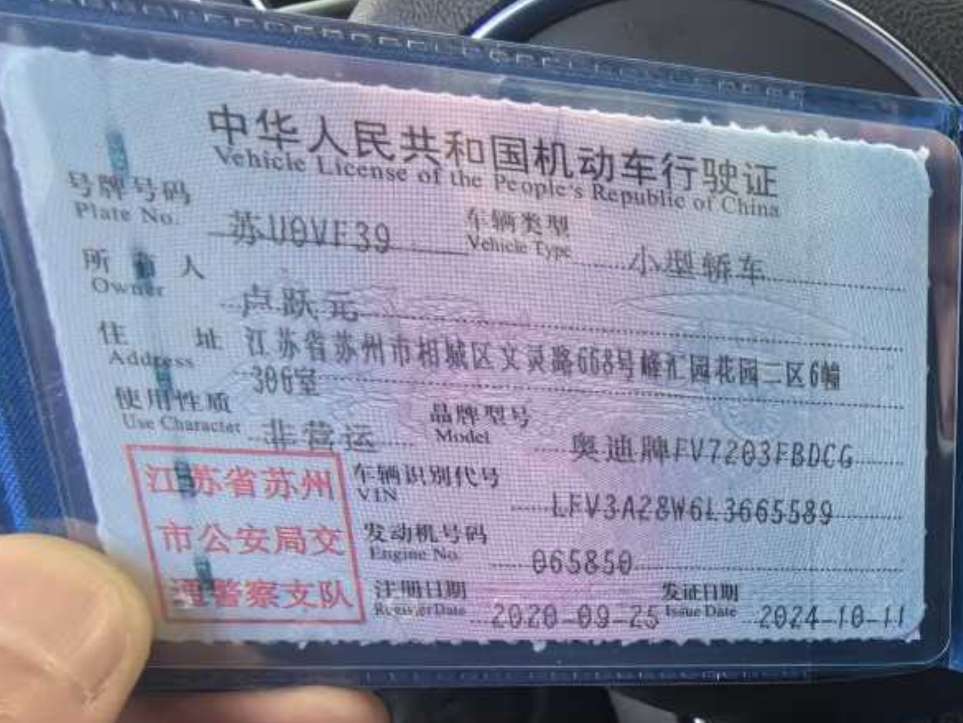 中华人民共和国机动车行驶证
Vehicle License of the People's Republic of China
号牌号码 苏U0VF39 车辆类型 小型轿车
Plate No. Vehicle Type
所有人 卢跃元
Owner
住址 江苏省苏州市相城区文灵路668号峰汇园花园二区6幢
Address 306室
使用性质 非营运 品牌型号 奥迪牌FV7203FBDCG
Use Character Model
江苏省苏州 车辆识别代号 LFV3A28W6L3665589
VIN
市公安局交 发动机号码 065850
Engine No.
通警察支队 注册日期 2020-09-25 发证日期 2024-10-11
Register Date Issue Date